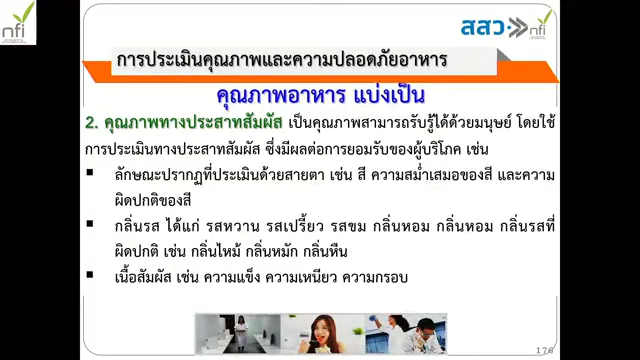 nfi
สสว.
nfi
การประเมินคุณภาพและความปลอดภัยอาหาร
คุณภาพอาหาร แบ่งเป็น
2. คุณภาพทางประสาทสัมผัส เป็นคุณภาพสามารถรับรู้ได้ด้วยมนุษย์ โดยใช้
การประเมินทางประสาทสัมผัส ซึ่งมีผลต่อการยอมรับของผู้บริโภค เช่น
▪ ลักษณะปรากฏที่ประเมินด้วยสายตา เช่น สี ความสม่ำเสมอของสี และความ
ผิดปกติของสี
▪ กลิ่นรส ได้แก่ รสหวาน รสเปรี้ยว รสขม กลิ่นหอม กลิ่นหอม กลิ่นรสที่
ผิดปกติ เช่น กลิ่นไหม้ กลิ่นหมัก กลิ่นหืน
▪ เนื้อสัมผัส เช่น ความแข็ง ความเหนียว ความกรอบ
176